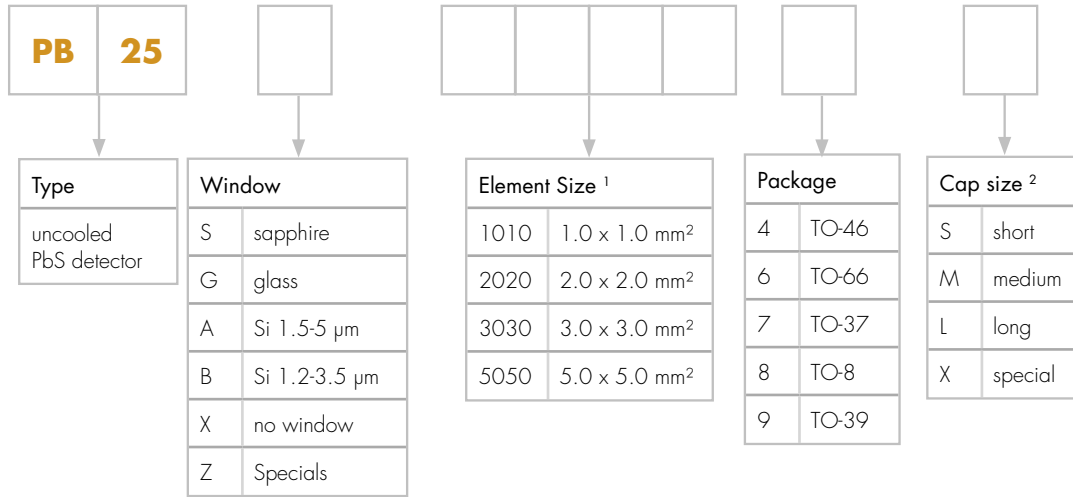 PB 25
Type
uncooled
PbS detector
Window
S sapphire
G glass
A Si 1.5-5 µm
B Si 1.2-3.5 µm
X no window
Z Specials
Element Size ¹
1010 1.0 x 1.0 mm²
2020 2.0 x 2.0 mm²
3030 3.0 x 3.0 mm²
5050 5.0 x 5.0 mm²
Package
4 TO-46
6 TO-66
7 TO-37
8 TO-8
9 TO-39
Cap size ²
S short
M medium
L long
X special